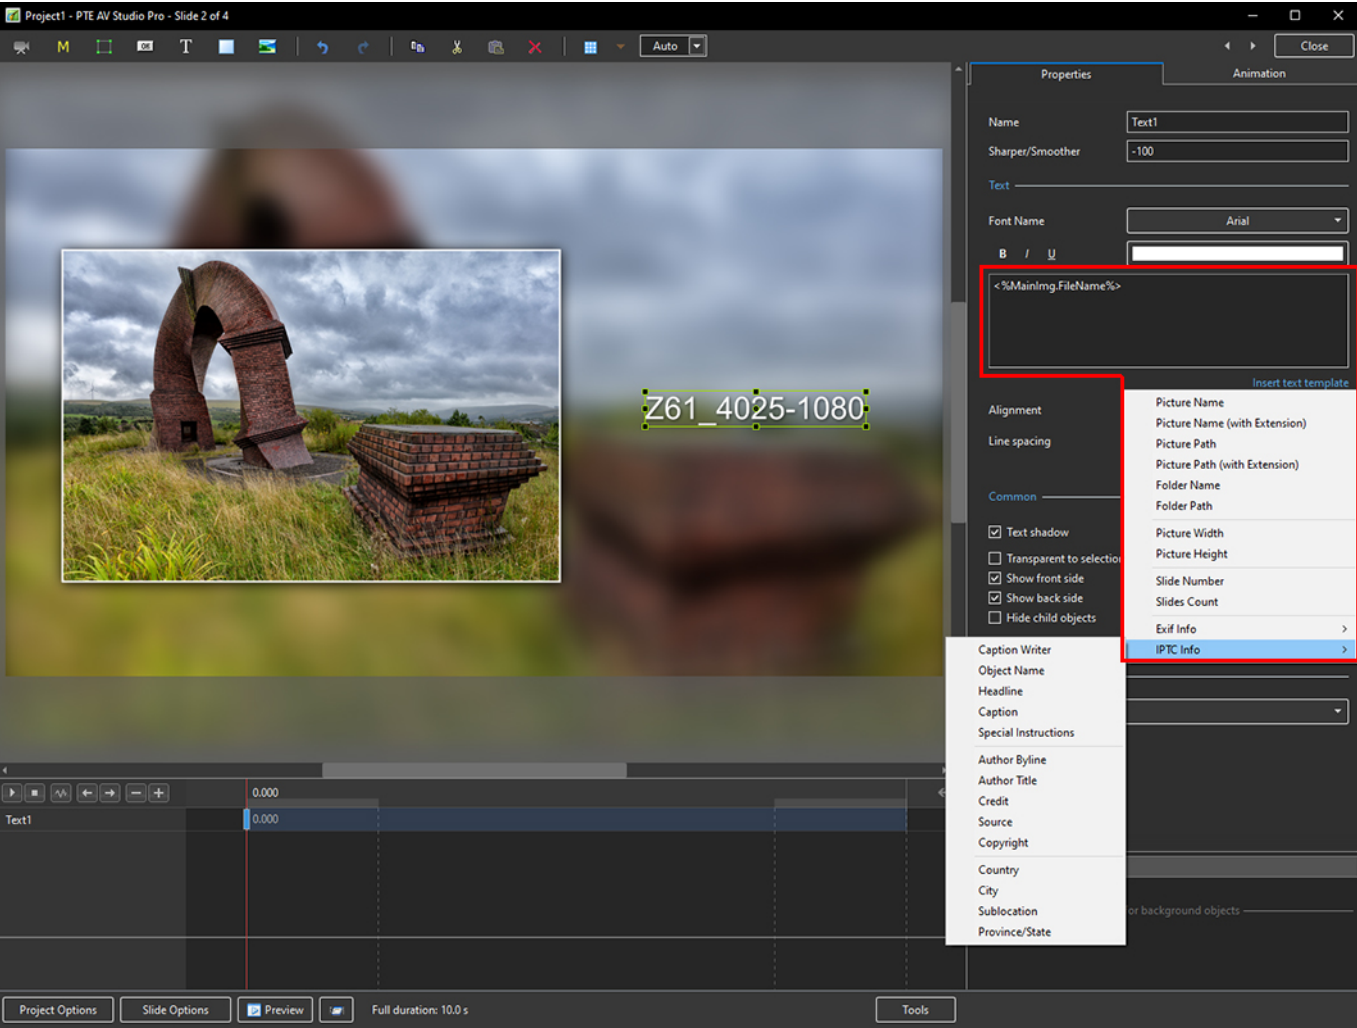 Project1 - PTE AV Studio Pro - Slide 2 of 4
M
OK
T
Auto
Close
Properties
Animation
Name
Text1
Sharper/Smoother
-100
Text
Font Name
Arial
B I U
<%MainImg.FileName%>
Insert text template
Z61_4025-1080
Alignment
Line spacing
Common
Text shadow
Transparent to selection
Show front side
Show back side
Hide child objects
Picture Name
Picture Name (with Extension)
Picture Path
Picture Path (with Extension)
Folder Name
Folder Path
Picture Width
Picture Height
Slide Number
Slides Count
Exif Info
IPTC Info
Caption Writer
Object Name
Headline
Caption
Special Instructions
Author Byline
Author Title
Credit
Source
Copyright
Country
City
Sublocation
Province/State
or background objects
0.000
Text1
0.000
Project Options
Slide Options
Preview
Full duration: 10.0 s
Tools